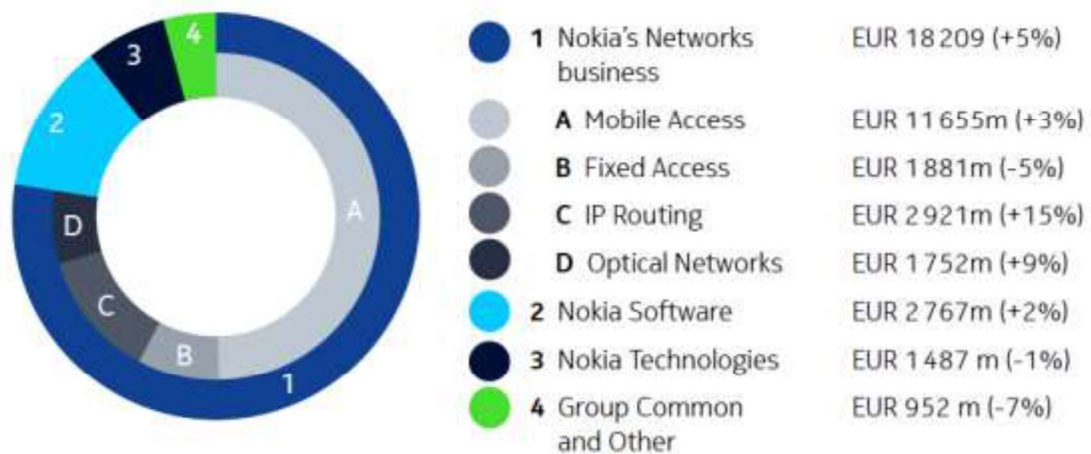 4
3
2
D
A
C
B
1
1 Nokia's Networks business EUR 18 209 (+5%)
A Mobile Access EUR 11 655m (+3%)
B Fixed Access EUR 1 881m (-5%)
C IP Routing EUR 2 921m (+15%)
D Optical Networks EUR 1 752m (+9%)
2 Nokia Software EUR 2 767m (+2%)
3 Nokia Technologies EUR 1 487 m (-1%)
4 Group Common and Other EUR 952 m (-7%)